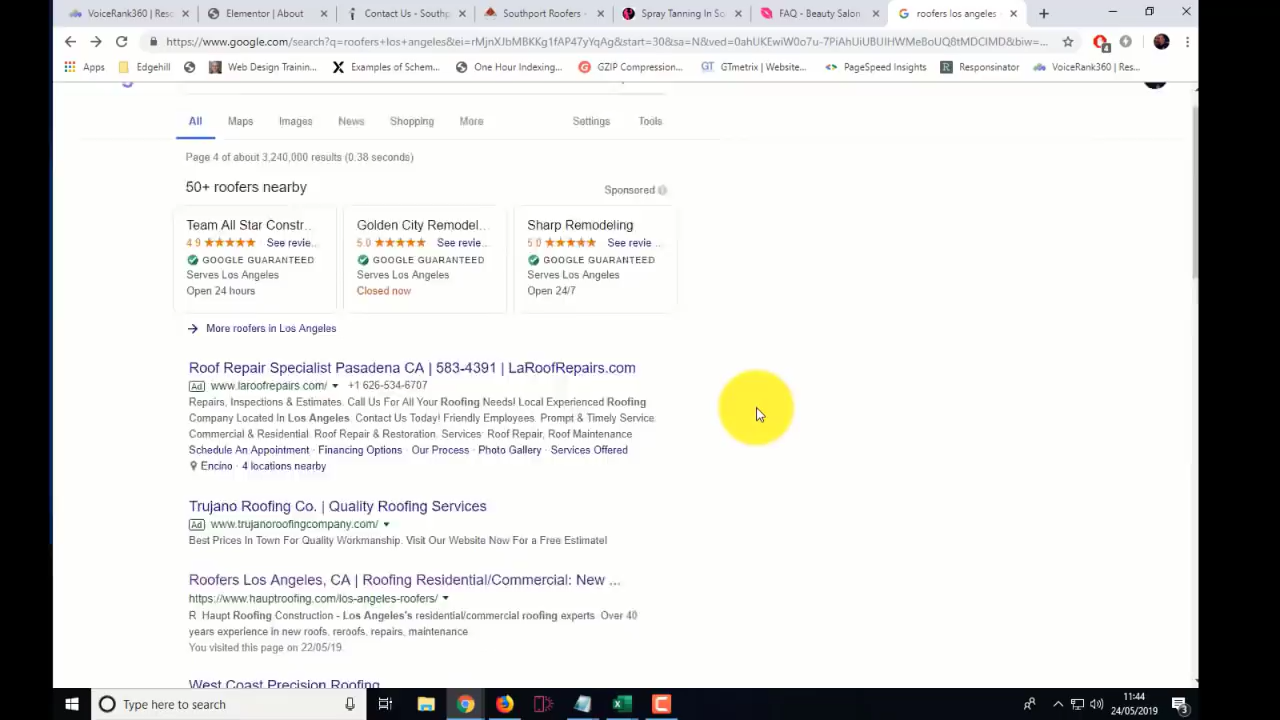 VoiceRank360 | Resc
Elementor | About
Contact Us - Southp
Southport Roofers -
Spray Tanning In So
FAQ - Beauty Salon
roofers los angeles
https://www.google.com/search?q=roofers+los+angeles&ei=rMjnXJbMBKKg1fAP47yYqAg&start=30&sa=N&ved=0ahUKEwiW0o7u-7PiAhUiUBUIHWMeBoUQ8tMDCIMD&biw=...
4
Apps
Edgehill
Web Design Trainin...
Examples of Schem...
One Hour Indexing...
GZIP Compression...
GTmetrix | Website...
PageSpeed Insights
Responsinator
VoiceRank360 | Res...
All
Maps
Images
News
Shopping
More
Settings
Tools
Page 4 of about 3,240,000 results (0.38 seconds)
50+ roofers nearby
Sponsored
Team All Star Constr...
4.9 See revie...
GOOGLE GUARANTEED
Serves Los Angeles
Open 24 hours
Golden City Remodel...
5.0 See revie...
GOOGLE GUARANTEED
Serves Los Angeles
Closed now
Sharp Remodeling
5.0 See revie...
GOOGLE GUARANTEED
Serves Los Angeles
Open 24/7
More roofers in Los Angeles
Roof Repair Specialist Pasadena CA | 583-4391 | LaRoofRepairs.com
Ad www.laroofrepairs.com/ +1 626-534-6707
Repairs, Inspections & Estimates. Call Us For All Your Roofing Needs! Local Experienced Roofing
Company Located In Los Angeles. Contact Us Today! Friendly Employees. Prompt & Timely Service.
Commercial & Residential. Roof Repair & Restoration. Services: Roof Repair, Roof Maintenance
Schedule An Appointment · Financing Options · Our Process · Photo Gallery · Services Offered
Encino · 4 locations nearby
Trujano Roofing Co. | Quality Roofing Services
Ad www.trujanoroofingcompany.com/
Best Prices In Town For Quality Workmanship. Visit Our Website Now For a Free Estimate!
Roofers Los Angeles, CA | Roofing Residential/Commercial: New ...
https://www.hauptroofing.com/los-angeles-roofers/
R Haupt Roofing Construction - Los Angeles's residential/commercial roofing experts. Over 40
years experience in new roofs, reroofs, repairs, maintenance.
You visited this page on 22/05/19.
West Coast Precision Roofing
Type here to search
11:44
24/05/2019
3